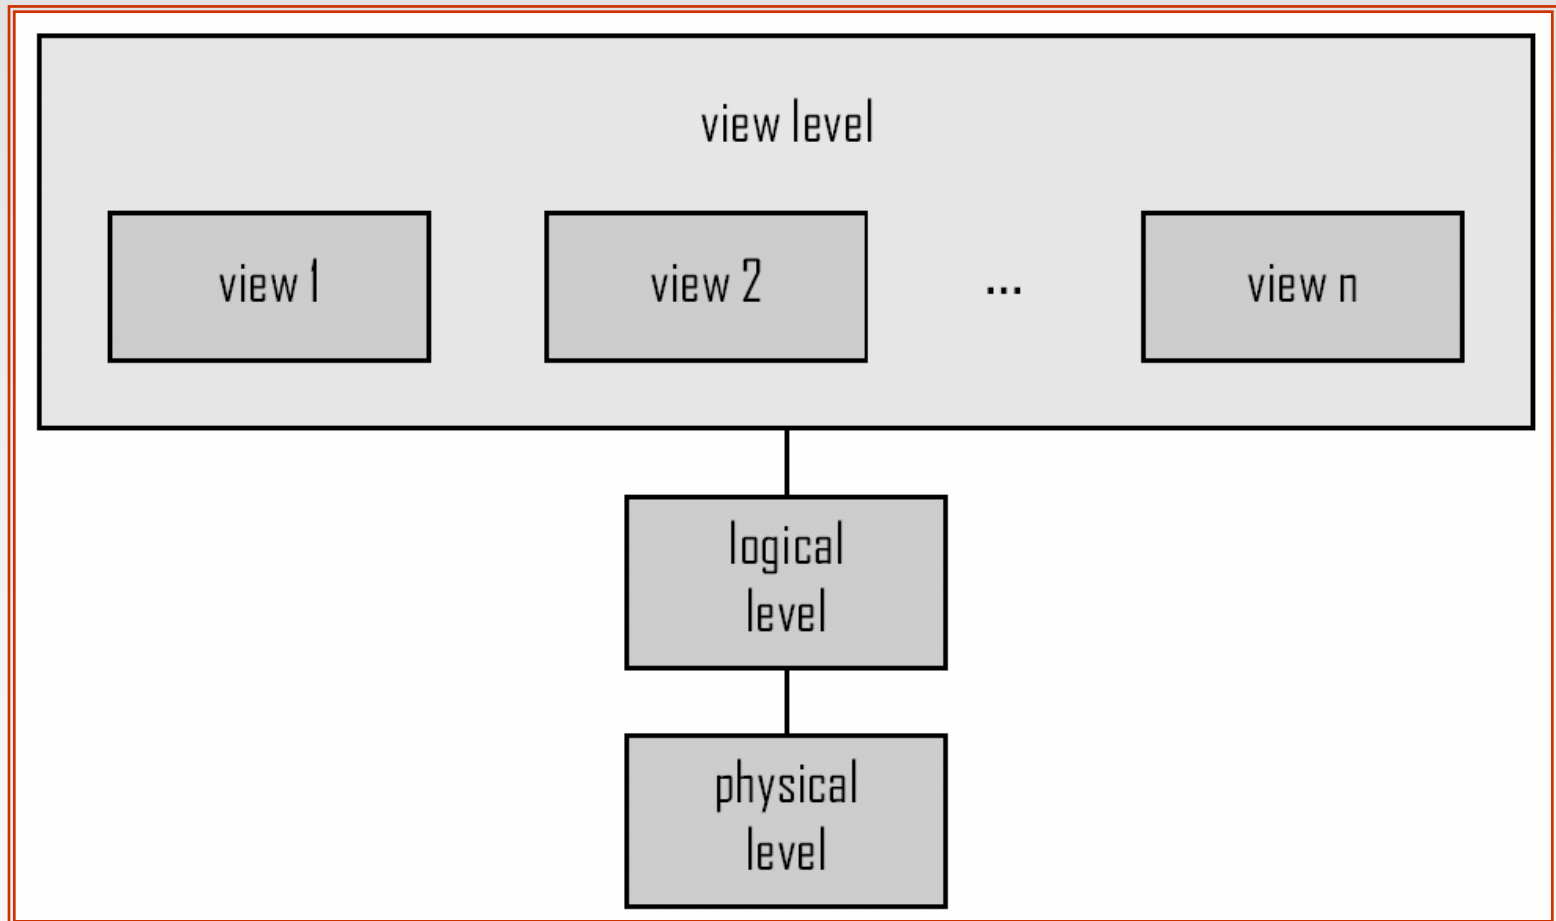 view level
view 1
view 2
...
view n
logical
level
physical
level